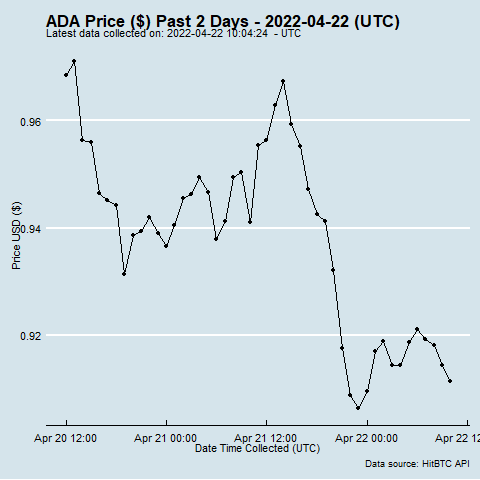 ADA Price ($) Past 2 Days - 2022-04-22 (UTC)
Latest data collected on: 2022-04-22 10:04:24 - UTC
0.96
0.94
0.92
Price USD ($)
Apr 20 12:00
Apr 21 00:00
Apr 21 12:00
Apr 22 00:00
Apr 22 12
Date Time Collected (UTC)
Data source: HitBTC API